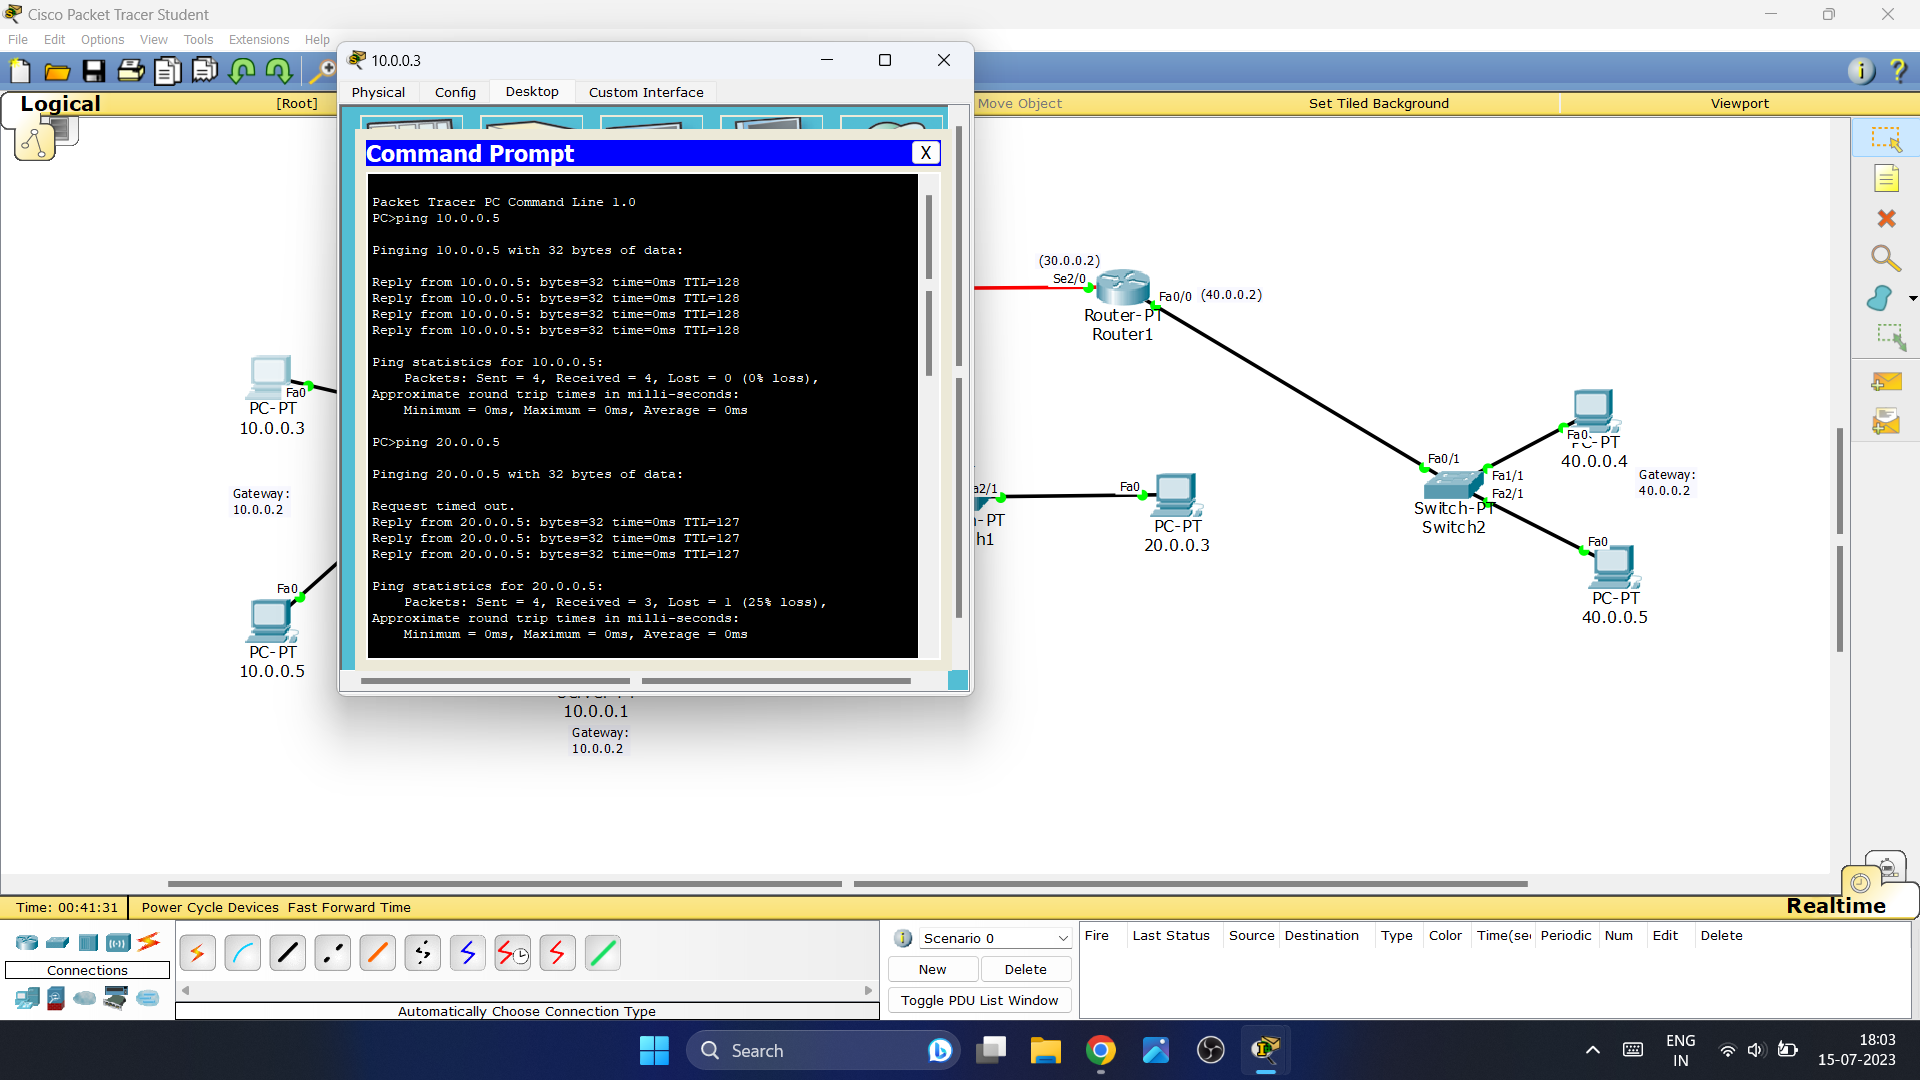 Cisco Packet Tracer Student
File Edit Options View Tools Extensions Help
Logical
[Root]
Move Object
Set Tiled Background
Viewport
10.0.0.3
Physical Config Desktop Custom Interface
Command Prompt
X
Packet Tracer PC Command Line 1.0
PC>ping 10.0.0.5
Pinging 10.0.0.5 with 32 bytes of data:
Reply from 10.0.0.5: bytes=32 time=0ms TTL=128
Reply from 10.0.0.5: bytes=32 time=0ms TTL=128
Reply from 10.0.0.5: bytes=32 time=0ms TTL=128
Reply from 10.0.0.5: bytes=32 time=0ms TTL=128
Ping statistics for 10.0.0.5:
Packets: Sent = 4, Received = 4, Lost = 0 (0% loss),
Approximate round trip times in milli-seconds:
Minimum = 0ms, Maximum = 0ms, Average = 0ms
PC>ping 20.0.0.5
Pinging 20.0.0.5 with 32 bytes of data:
Request timed out.
Reply from 20.0.0.5: bytes=32 time=0ms TTL=127
Reply from 20.0.0.5: bytes=32 time=0ms TTL=127
Reply from 20.0.0.5: bytes=32 time=0ms TTL=127
Ping statistics for 20.0.0.5:
Packets: Sent = 4, Received = 3, Lost = 1 (25% loss),
Approximate round trip times in milli-seconds:
Minimum = 0ms, Maximum = 0ms, Average = 0ms
Fa0
PC-PT
10.0.0.3
Gateway:
10.0.0.2
Fa0
PC-PT
10.0.0.5
10.0.0.1
Gateway:
10.0.0.2
(30.0.0.2)
Se2/0
Fa0/0 (40.0.0.2)
Router-PT
Router1
a2/1
-PT
h1
Fa0
PC-PT
20.0.0.3
Fa0/1
Fa1/1
Fa2/1
Switch-PT
Switch2
Fa0
PC-PT
40.0.0.4
Gateway:
40.0.0.2
Fa0
PC-PT
40.0.0.5
Time: 00:41:31
Power Cycle Devices Fast Forward Time
Realtime
Connections
Automatically Choose Connection Type
Scenario 0
New
Delete
Toggle PDU List Window
Fire Last Status Source Destination Type Color Time(sec Periodic Num Edit Delete
Search
ENG
IN
18:03
15-07-2023